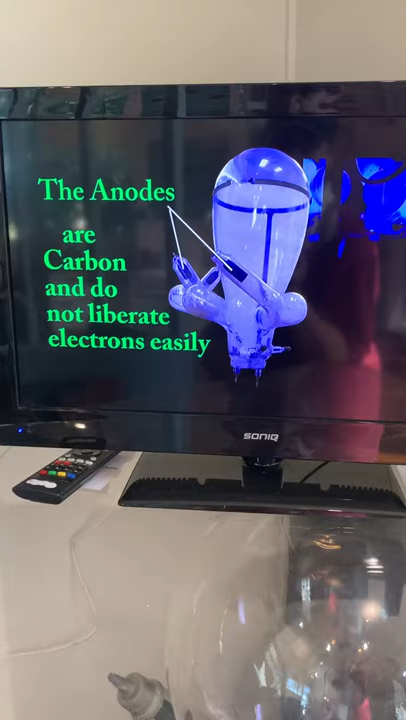 The Anodes
are
Carbon
and do
not liberate
electrons easily
SONIQ